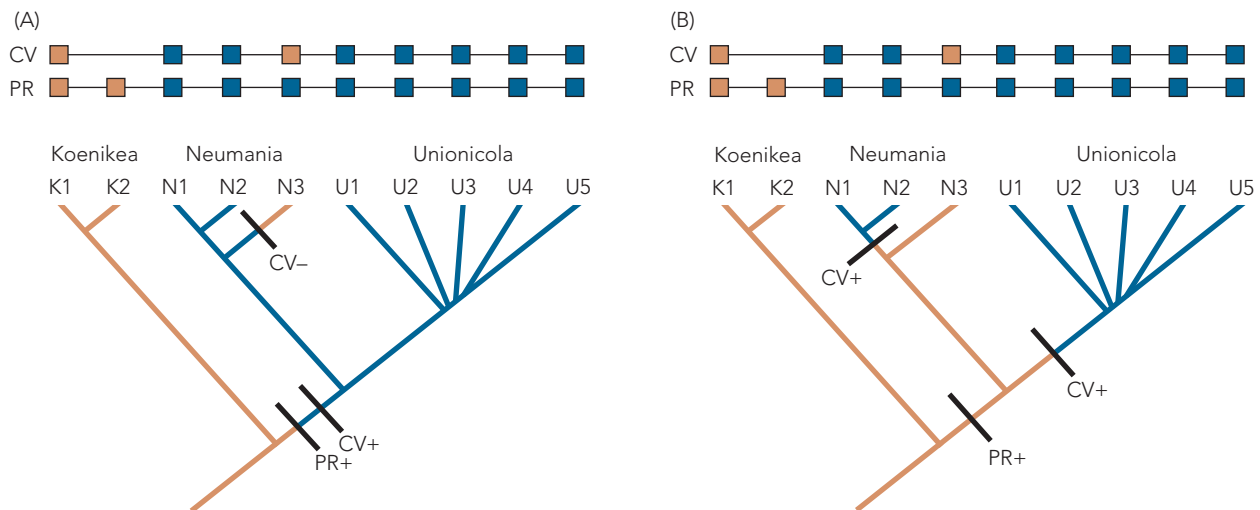 (A)
CV
PR
Koenikea Neumania Unionicola
K1 K2 N1 N2 N3 U1 U2 U3 U4 U5
CV–
CV+
PR+
(B)
CV
PR
Koenikea Neumania Unionicola
K1 K2 N1 N2 N3 U1 U2 U3 U4 U5
CV+
CV+
PR+